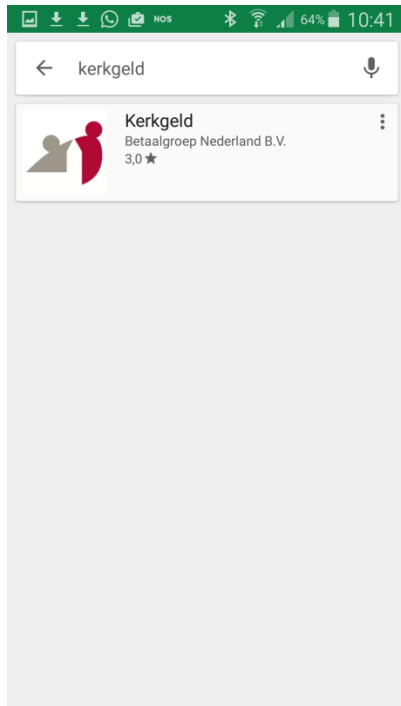 NOS 64% 10:41
kerkgeld
Kerkgeld
Betaalgroep Nederland B.V.
3,0 ★